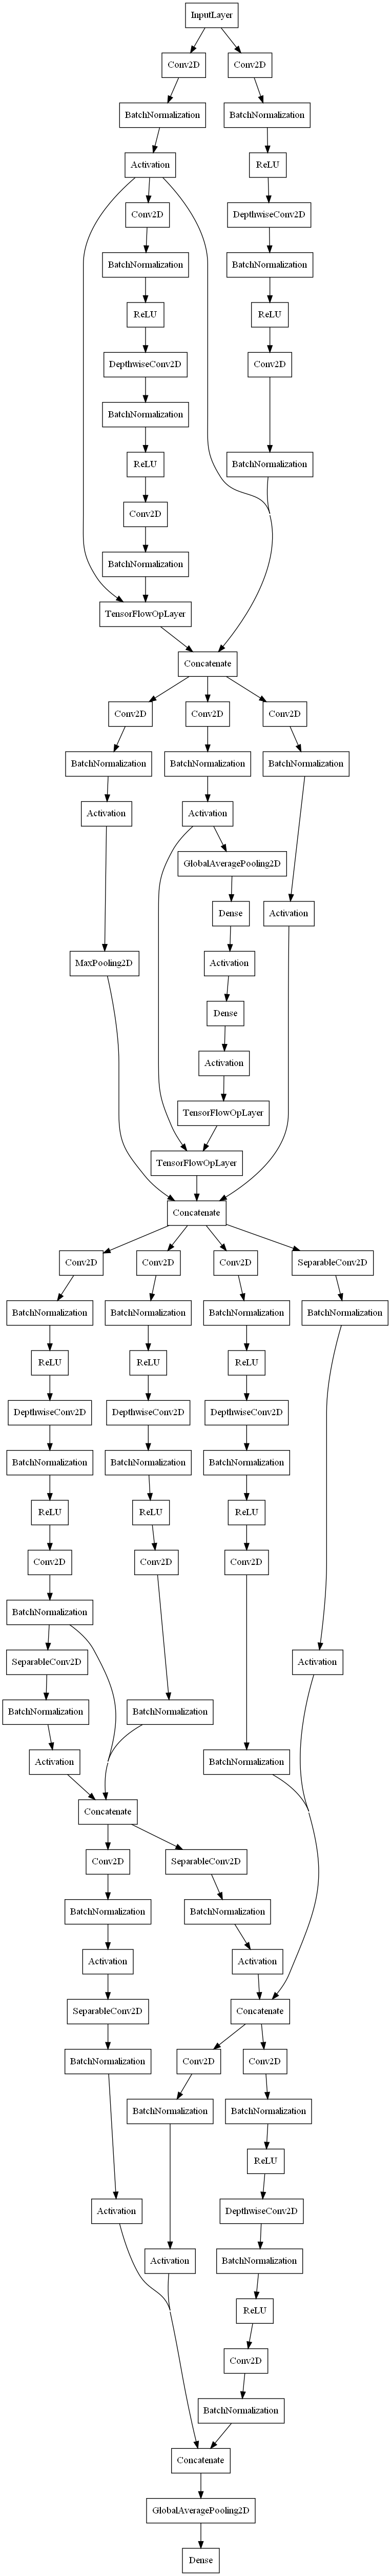 InputLayer
Conv2D Conv2D
BatchNormalization BatchNormalization
Activation ReLU
Conv2D DepthwiseConv2D
BatchNormalization BatchNormalization
ReLU ReLU
DepthwiseConv2D Conv2D
BatchNormalization
ReLU BatchNormalization
Conv2D
BatchNormalization
TensorFlowOpLayer
Concatenate
Conv2D Conv2D Conv2D
BatchNormalization BatchNormalization BatchNormalization
Activation Activation
GlobalAveragePooling2D
Dense Activation
MaxPooling2D Activation
Dense
Activation
TensorFlowOpLayer
TensorFlowOpLayer
Concatenate
Conv2D Conv2D Conv2D SeparableConv2D
BatchNormalization BatchNormalization BatchNormalization BatchNormalization
ReLU ReLU ReLU
DepthwiseConv2D DepthwiseConv2D DepthwiseConv2D
BatchNormalization BatchNormalization BatchNormalization
ReLU ReLU ReLU
Conv2D Conv2D Conv2D
BatchNormalization
SeparableConv2D Activation
BatchNormalization BatchNormalization
Activation BatchNormalization
Concatenate
Conv2D SeparableConv2D
BatchNormalization BatchNormalization
Activation Activation
SeparableConv2D Concatenate
BatchNormalization Conv2D Conv2D
BatchNormalization BatchNormalization
ReLU
Activation DepthwiseConv2D
Activation BatchNormalization
ReLU
Conv2D
BatchNormalization
Concatenate
GlobalAveragePooling2D
Dense